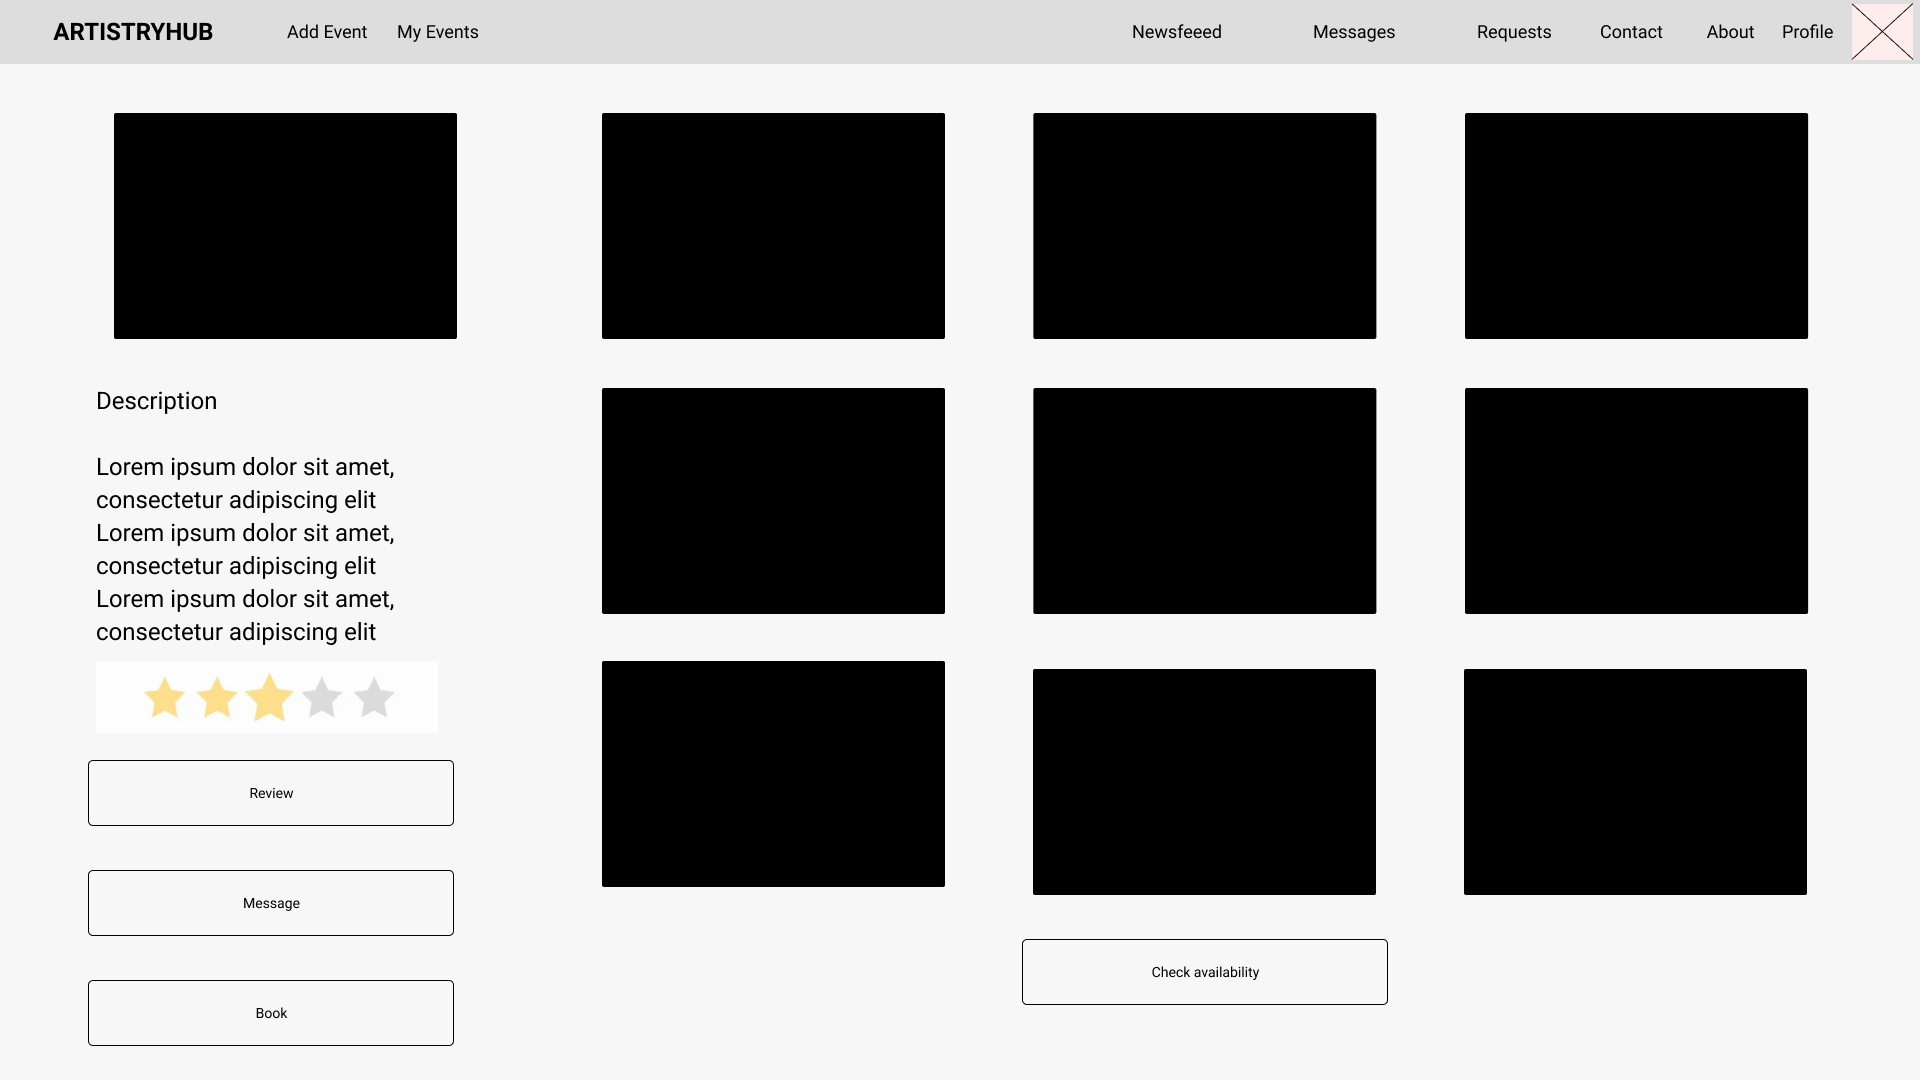 ARTISTRYHUB
Add Event
My Events
Newsfeeed
Messages
Requests
Contact
About
Profile
Description
Lorem ipsum dolor sit amet,
consectetur adipiscing elit
Lorem ipsum dolor sit amet,
consectetur adipiscing elit
Lorem ipsum dolor sit amet,
consectetur adipiscing elit
Review
Message
Book
Check availability